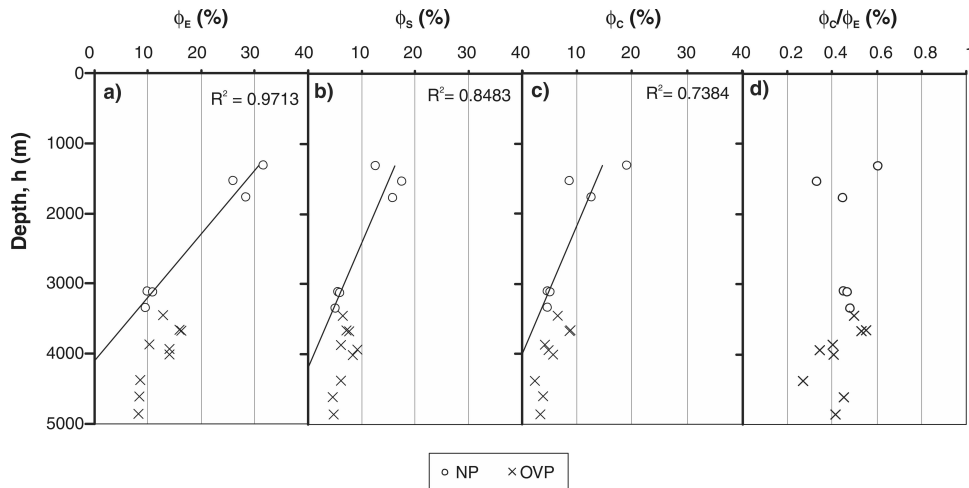 ϕE (%) ϕS (%) ϕC (%) ϕC/ϕE (%)
0 10 20 30 40 10 20 30 40 10 20 30 40 0.2 0.4 0.6 0.8 1
a) R² = 0.9713 b) R² = 0.8483 c) R² = 0.7384 d)
Depth, h (m)
0
1000
2000
3000
4000
5000
NP OVP